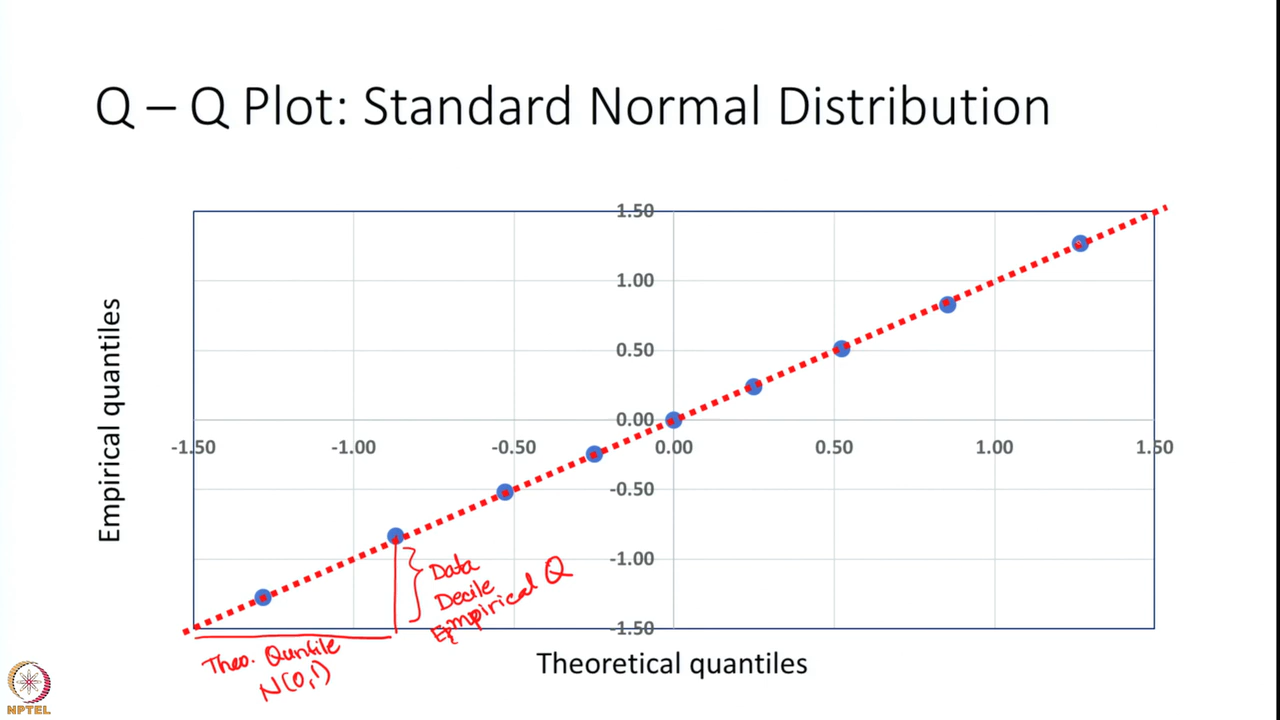 Q – Q Plot: Standard Normal Distribution
1.50
1.00
0.50
0.00
-1.50 -1.00 -0.50 0.00 0.50 1.00 1.50
-0.50
-1.00
-1.50
Empirical quantiles
Data
Decile
Empirical Q
Theo. Quntile
N(0,1)
Theoretical quantiles
NPTEL